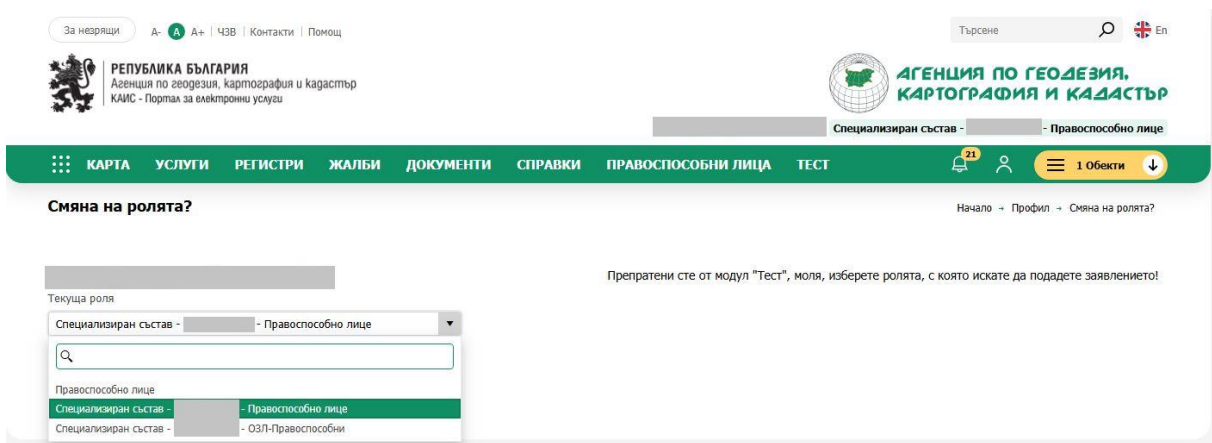 За незрящи A- A A+ | ЧЗВ | Контакти | Помощ Търсене En
РЕПУБЛИКА БЪЛГАРИЯ
Агенция по геодезия, картография и кадастър
КАИС - Портал за електронни услуги
АГЕНЦИЯ ПО ГЕОДЕЗИЯ,
КАРТОГРАФИЯ И КАДАСТЪР
Специализиран състав - - Правоспособно лице
КАРТА УСЛУГИ РЕГИСТРИ ЖАЛБИ ДОКУМЕНТИ СПРАВКИ ПРАВОСПОСОБНИ ЛИЦА ТЕСТ 21 1 Обекти
Смяна на ролята? Начало → Профил → Смяна на ролята?
Препратени сте от модул "Тест", моля, изберете ролята, с която искате да подадете заявлението!
Текуща роля
Специализиран състав - - Правоспособно лице
Правоспособно лице
Специализиран състав - - Правоспособно лице
Специализиран състав - - ОЗЛ-Правоспособни